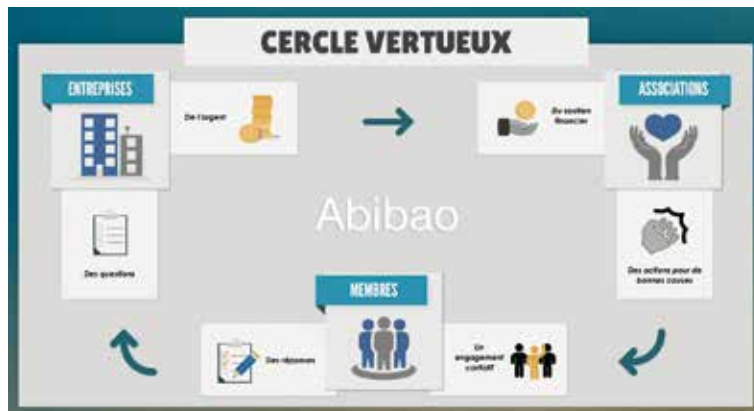 CERCLE VERTUEUX
ENTREPRISES
De l'argent
Du soutien
financier
ASSOCIATIONS
Abibao
Des questions
Des actions pour de
bonnes causes
MEMBRES
Des réponses
Un
engagement
caritatif